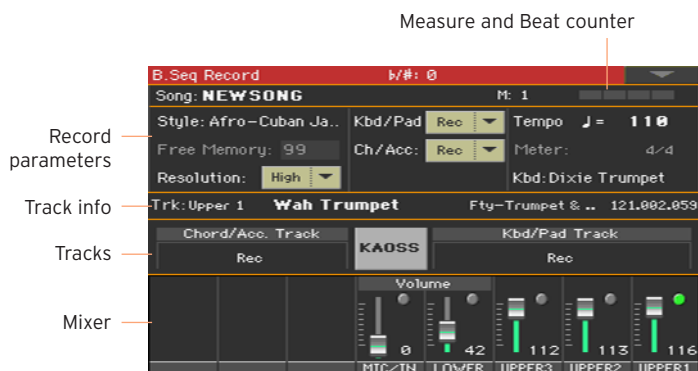 Measure and Beat counter
B.Seq Record ♭/#: 0
Song: NEWSONG M: 1
Record parameters
Style: Afro-Cuban Ja.. Kbd/Pad Rec Tempo ♩= 110
Free Memory: 99 Ch/Acc: Rec Meter: 4/4
Resolution: High Kbd: Dixie Trumpet
Track info
Trk: Upper 1 Wah Trumpet Fty-Trumpet & .. 121.002.059
Tracks
Chord/Acc. Track KAOSS Kbd/Pad Track
Rec Rec
Mixer
Volume
0 42 112 113 116
MIC/IN LOWER UPPER3 UPPER2 UPPER1